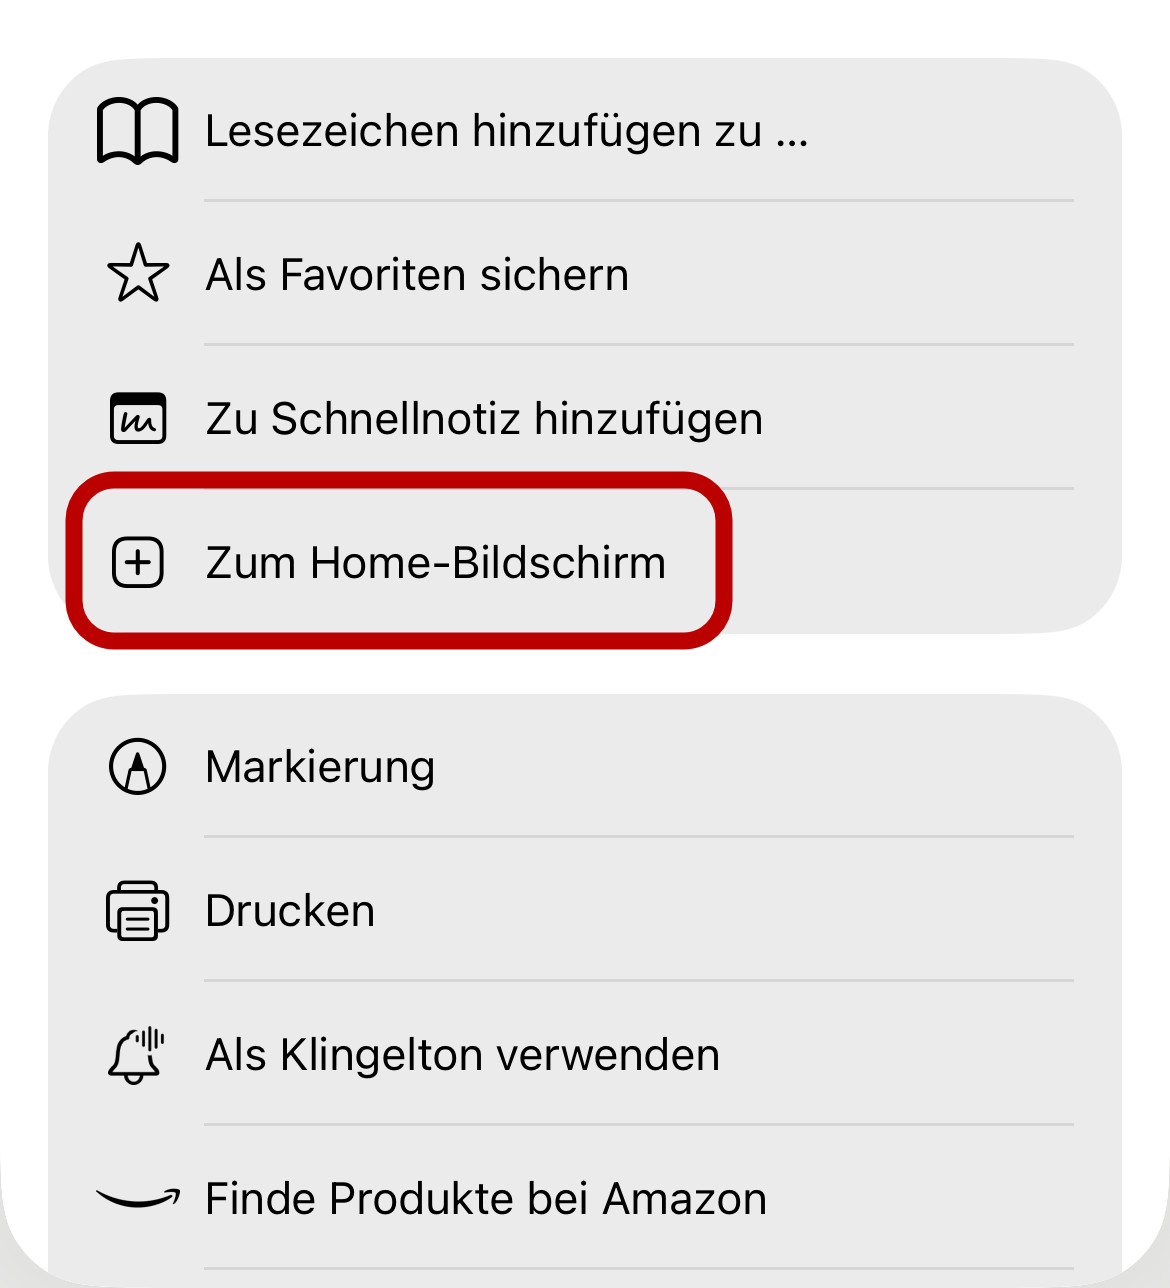 Lesezeichen hinzufügen zu ...
Als Favoriten sichern
Zu Schnellnotiz hinzufügen
Zum Home-Bildschirm
Markierung
Drucken
Als Klingelton verwenden
Finde Produkte bei Amazon